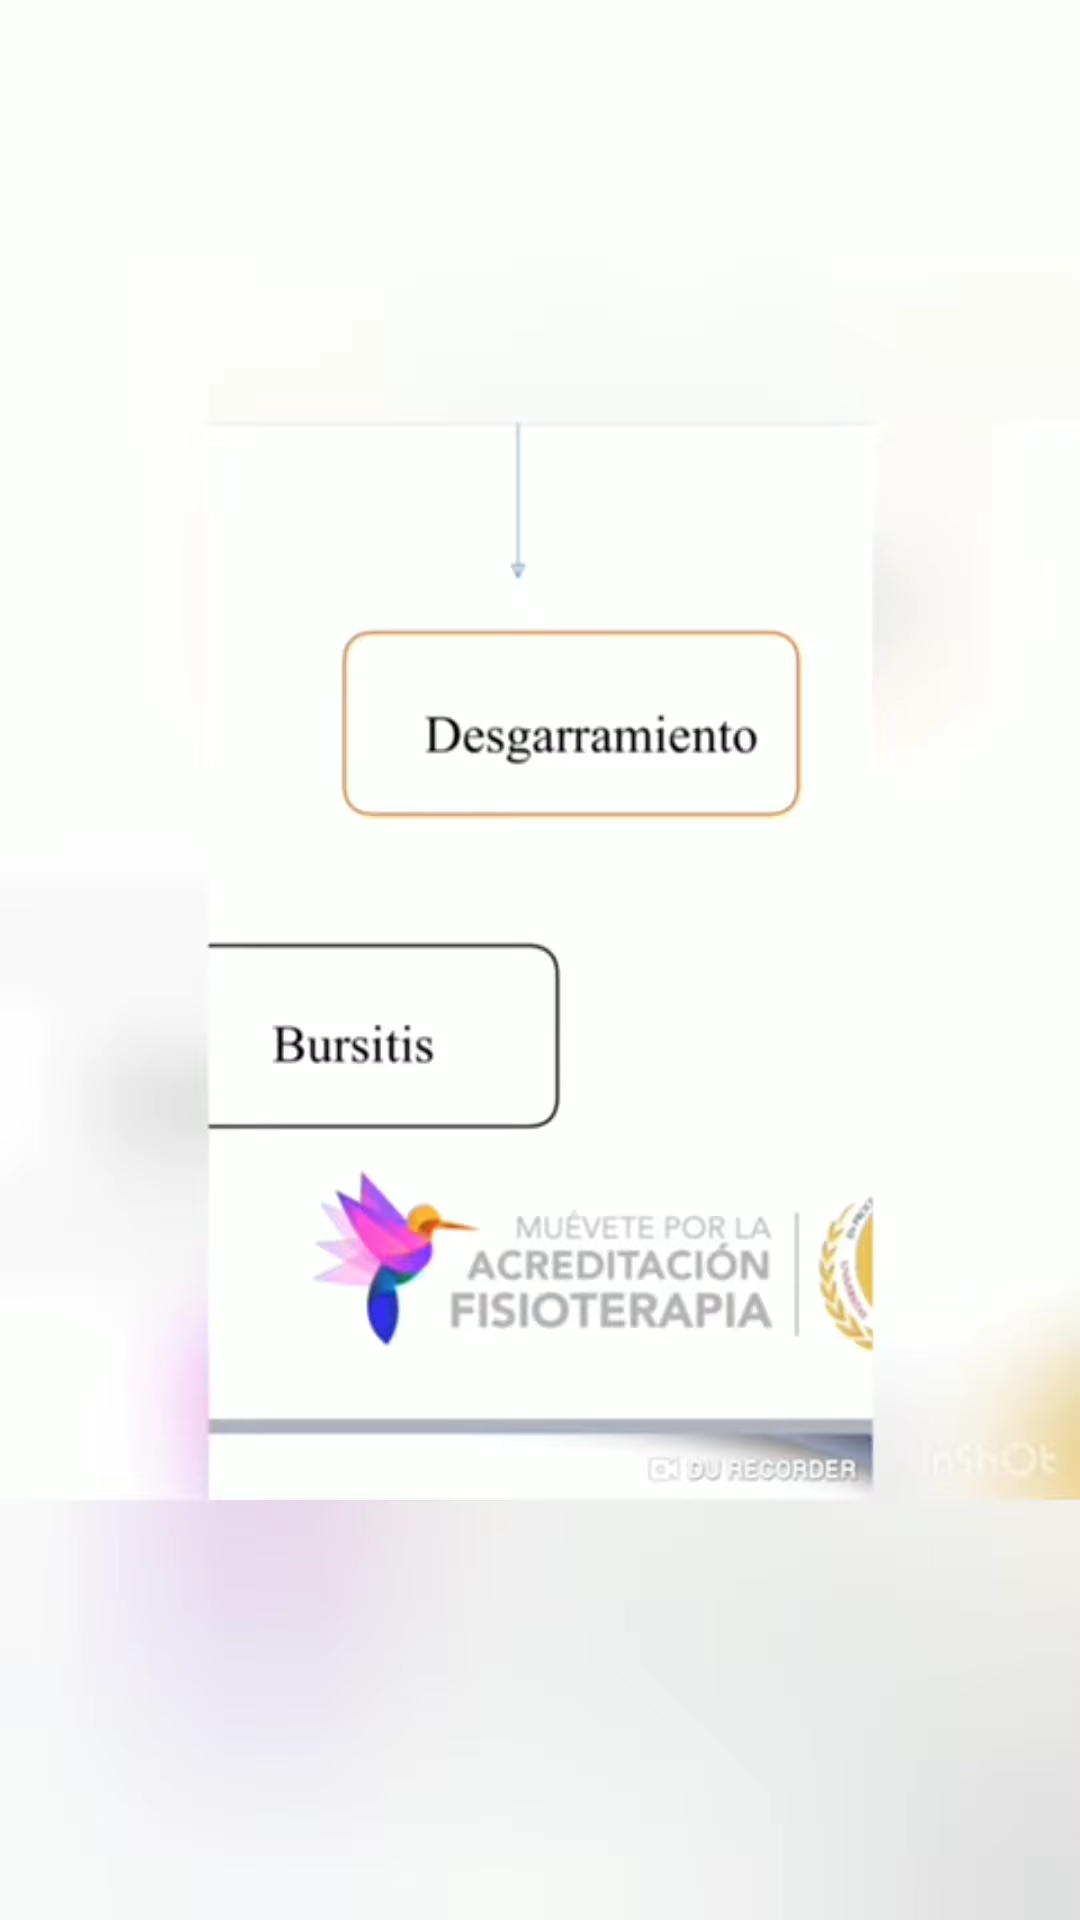 Desgarramiento
Bursitis
MUÉVETE POR LA
ACREDITACIÓN
FISIOTERAPIA
DU RECORDER
InShOt